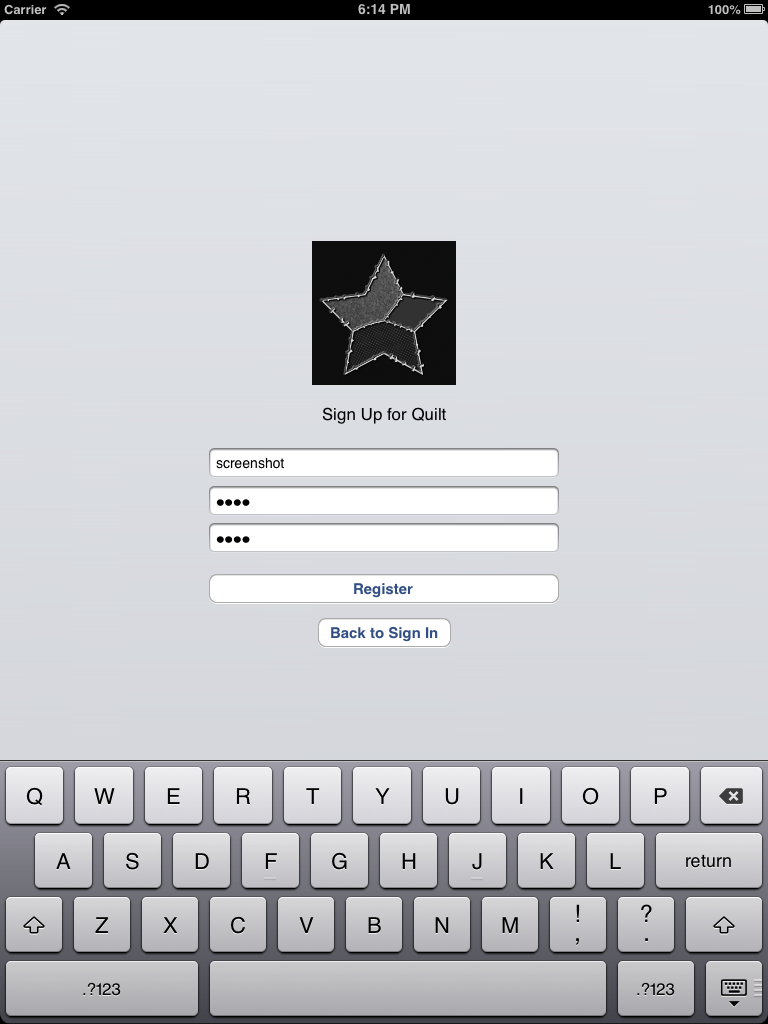 Carrier 6:14 PM 100%
Sign Up for Quilt
screenshot
••••
••••
Register
Back to Sign In
Q W E R T Y U I O P
A S D F G H J K L return
Z X C V B N M ! , ? .
.?123 .?123